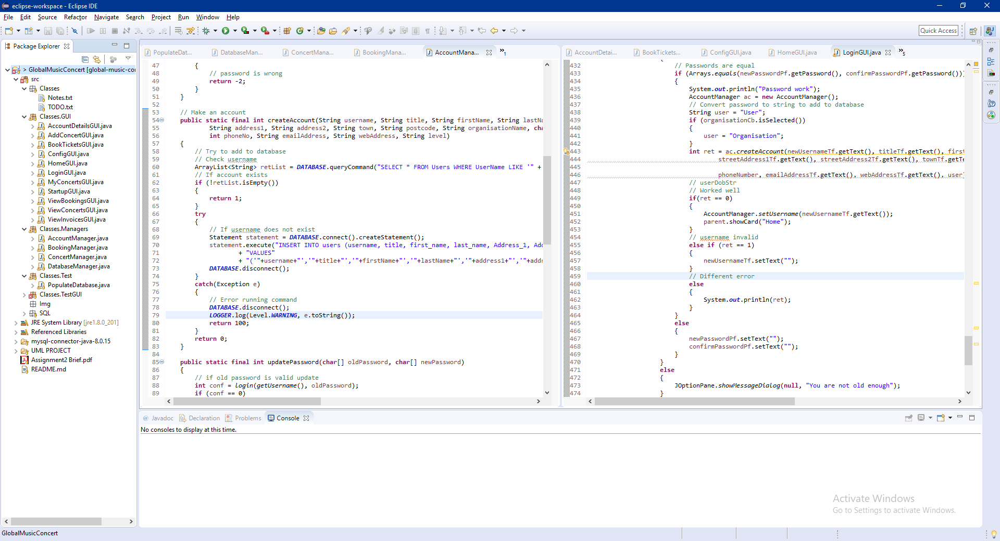 eclipse-workspace - Eclipse IDE
File Edit Source Refactor Navigate Search Project Run Window Help
Quick Access
Package Explorer
> GlobalMusicConcert [global-music-con
src
Classes
Notes.txt
TODO.txt
Classes.GUI
AccountDetailsGUI.java
AddConcertGUI.java
BookTicketsGUI.java
ConfigGUI.java
HomeGUI.java
LoginGUI.java
MyConcertsGUI.java
StartupGUI.java
ViewBookingsGUI.java
ViewConcertsGUI.java
ViewInvoicesGUI.java
Classes.Managers
AccountManager.java
BookingManager.java
ConcertManager.java
DatabaseManager.java
Classes.Test
PopulateDatabase.java
Classes.TestGUI
Img
SQL
JRE System Library [jre1.8.0_201]
Referenced Libraries
mysql-connector-java-8.0.15
UML PROJECT
Assignment2 Brief.pdf
README.md
PopulateDat... DatabaseMan... ConcertMana... BookingMana... AccountMana... »1
47 {
48 // password is wrong
49 return -2;
50 }
51 }
52
53 // Make an account
54 public static final int createAccount(String username, String title, String firstName, String lastNa
55 String address1, String address2, String town, String postcode, String organisationName, cha
56 int phoneNo, String emailAddress, String webAddress, String level)
57 {
58 // Try to add to database
59 // Check username
60 ArrayList<String> retList = DATABASE.queryCommand("SELECT * FROM Users WHERE UserName LIKE '" +
61 // If account exists
62 if (!retList.isEmpty())
63 {
64 return 1;
65 }
66 try
67 {
68 // If username does not exist
69 Statement statement = DATABASE.connect().createStatement();
70 statement.execute("INSERT INTO users (username, title, first_name, last_name, Address_1, Add
71 + "VALUES"
72 + "('"+username+"','"+title+"','"+firstName+"','"+lastName+"','"+address1+"','"+addr
73 DATABASE.disconnect();
74 }
75 catch(Exception e)
76 {
77 // Error running command
78 DATABASE.disconnect();
79 LOGGER.log(Level.WARNING, e.toString());
80 return 100;
81 }
82 return 0;
83 }
84
85 public static final int updatePassword(char[] oldPassword, char[] newPassword)
86 {
87 // if old password is valid update
88 int conf = login(getUsername(), oldPassword);
89 if (conf == 0)
AccountDetai... BookTickets... ConfigGUI.java HomeGUI.java LoginGUI.java »5
{
432 // Passwords are equal
433 if (Arrays.equals(newPasswordPf.getPassword(), confirmPasswordPf.getPassword()))
434 {
435 System.out.println("Password work");
436 AccountManager ac = new AccountManager();
437 // Convert password to string to add to database
438 String user = "User";
439 if (organisationCb.isSelected())
440 {
441 user = "Organisation";
442 }
443 int ret = ac.createAccount(newUsernameTf.getText(), titleTf.getText(), first
444 streetAddress1Tf.getText(), streetAddress2Tf.getText(), townTf.getTe
445
446 phoneNumber, emailAddressTf.getText(), webAddressTf.getText(), user)
447 // userDobStr
448 // Worked well
449 if(ret == 0)
450 {
451 AccountManager.setUsername(newUsernameTf.getText());
452 parent.showCard("Home");
453 }
454 // username invalid
455 else if (ret == 1)
456 {
457 newUsernameTf.setText("");
458 }
459 // Different error
460 else
461 {
462 System.out.println(ret);
463 }
464 }
465 else
466 {
467 newPasswordPf.setText("");
468 confirmPasswordPf.setText("");
469 }
470 }
471 else
472 {
473 JOptionPane.showMessageDialog(null, "You are not old enough");
474 }
Javadoc Declaration Problems Console
No consoles to display at this time.
Activate Windows
Go to Settings to activate Windows.
GlobalMusicConcert